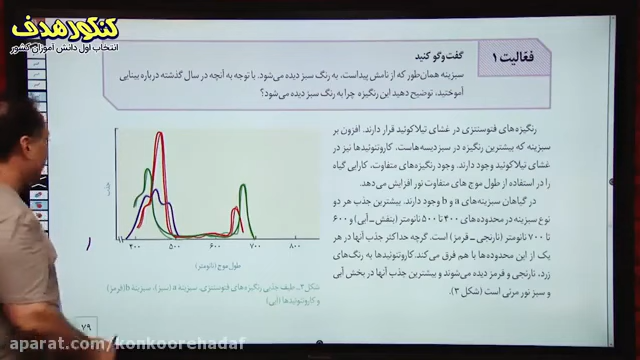 کنکور هدف
انتخاب اول دانش آموزان کشور
فعّالیت ۱
گفت‌وگو کنید
سبزینه همان‌طور که از نامش پیداست، به رنگ سبز دیده می‌شود. با توجه به آنچه در سال گذشته درباره بینایی
آموختید، توضیح دهید این رنگیزه چرا به رنگ سبز دیده می‌شود؟
رنگیزه‌های فتوسنتزی در غشای تیلاکوئید قرار دارند. افزون بر
سبزینه که بیشترین رنگیزه در سبزدیسه‌هاست، کاروتنوئیدها نیز در
غشای تیلاکوئید وجود دارند. وجود رنگیزه‌های متفاوت، کارایی گیاه
را در استفاده از طول موج های متفاوت نور افزایش می‌دهد.
در گیاهان سبزینه‌های a و b وجود دارند. بیشترین جذب هر دو
نوع سبزینه در محدوده‌های ۴۰۰ تا ۵۰۰ نانومتر (بنفش ـ آبی) و ۶۰۰
تا ۷۰۰ نانومتر (نارنجی ـ قرمز) است. گرچه حداکثر جذب آنها در هر
یک از این محدوده‌ها با هم فرق می‌کند. کاروتنوئیدها به رنگ‌های
زرد، نارنجی و قرمز دیده می‌شوند و بیشترین جذب آنها در بخش آبی
و سبز نور مرئی است (شکل ۳).
جذب
۴۰۰ ۵۰۰ ۶۰۰ ۷۰۰ ۸۰۰
طول موج (نانومتر)
شکل ۳ـ طیف جذبی رنگیزه‌های فتوسنتزی، سبزینه a (سبز)، سبزینه b (قرمز)
و کاروتنوئیدها (آبی)
۷۹
aparat.com/konkoorehadaf